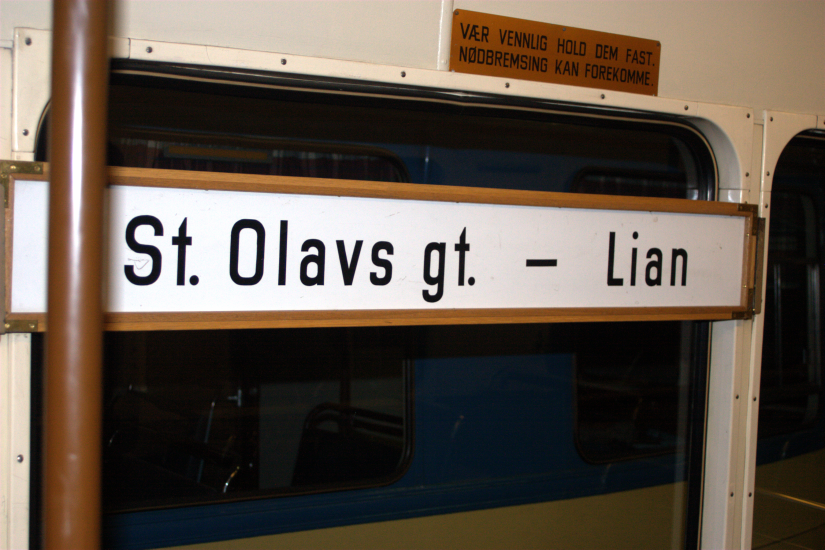 VÆR VENNLIG HOLD DEM FAST.
NØDBREMSING KAN FOREKOMME.
St. Olavs gt. – Lian